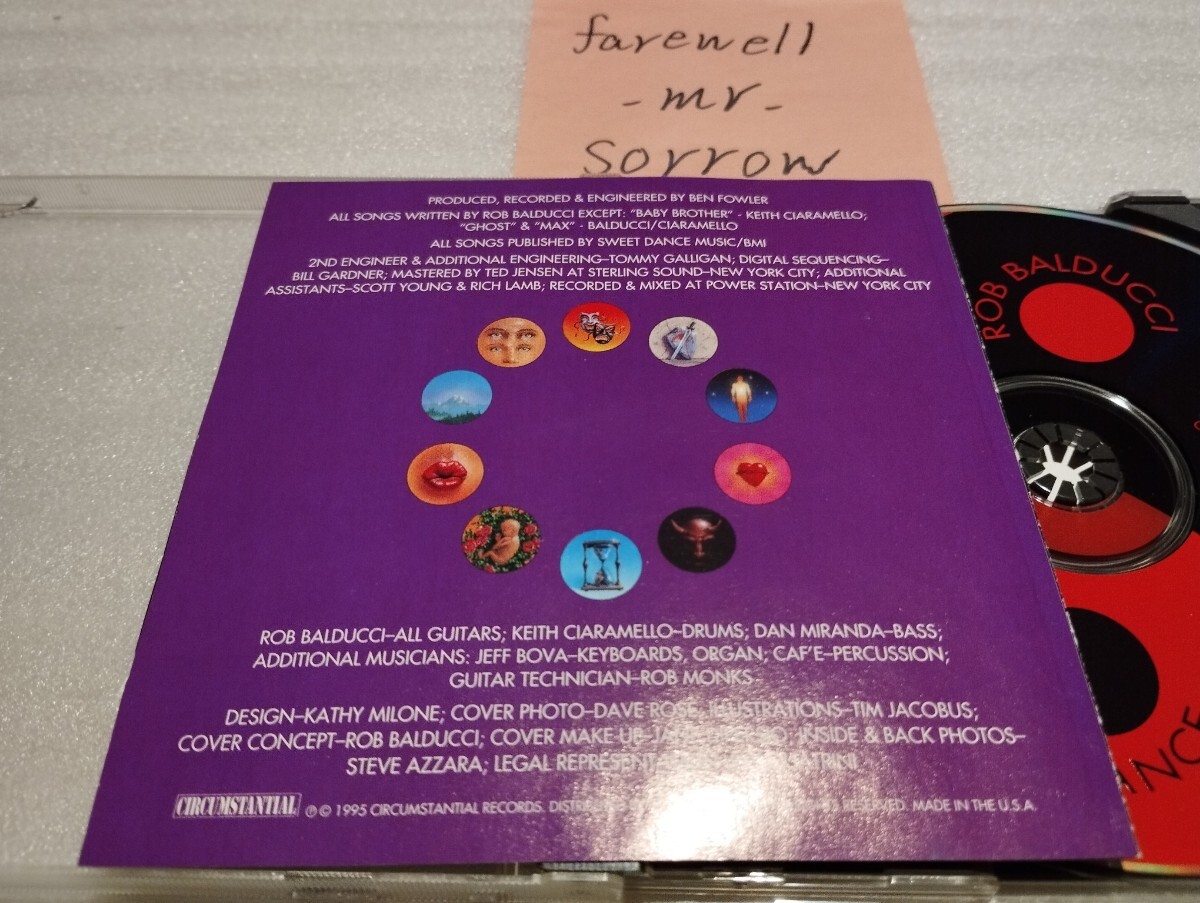 farewell
- mr -
sorrow
PRODUCED, RECORDED & ENGINEERED BY BEN FOWLER
ALL SONGS WRITTEN BY ROB BALDUCCI EXCEPT: "BABY BROTHER" - KEITH CIARAMELLO;
"GHOST" & "MAX" - BALDUCCI/CIARAMELLO
ALL SONGS PUBLISHED BY SWEET DANCE MUSIC/BMI
2ND ENGINEER & ADDITIONAL ENGINEERING–TOMMY GALLIGAN; DIGITAL SEQUENCING–
BILL GARDNER; MASTERED BY TED JENSEN AT STERLING SOUND–NEW YORK CITY; ADDITIONAL
ASSISTANTS–SCOTT YOUNG & RICH LAMB; RECORDED & MIXED AT POWER STATION–NEW YORK CITY
ROB BALDUCCI
ROB BALDUCCI–ALL GUITARS; KEITH CIARAMELLO–DRUMS; DAN MIRANDA–BASS;
ADDITIONAL MUSICIANS: JEFF BOVA–KEYBOARDS, ORGAN; CAF'E–PERCUSSION;
GUITAR TECHNICIAN–ROB MONKS
DESIGN–KATHY MILONE; COVER PHOTO–DAVE ROSE, ILLUSTRATIONS–TIM JACOBUS;
COVER CONCEPT–ROB BALDUCCI; COVER MAKE UP INSIDE & BACK PHOTOS–
STEVE AZZARA; LEGAL
CIRCUMSTANTIAL ℗ © 1995 CIRCUMSTANTIAL RECORDS. RESERVED. MADE IN THE U.S.A.